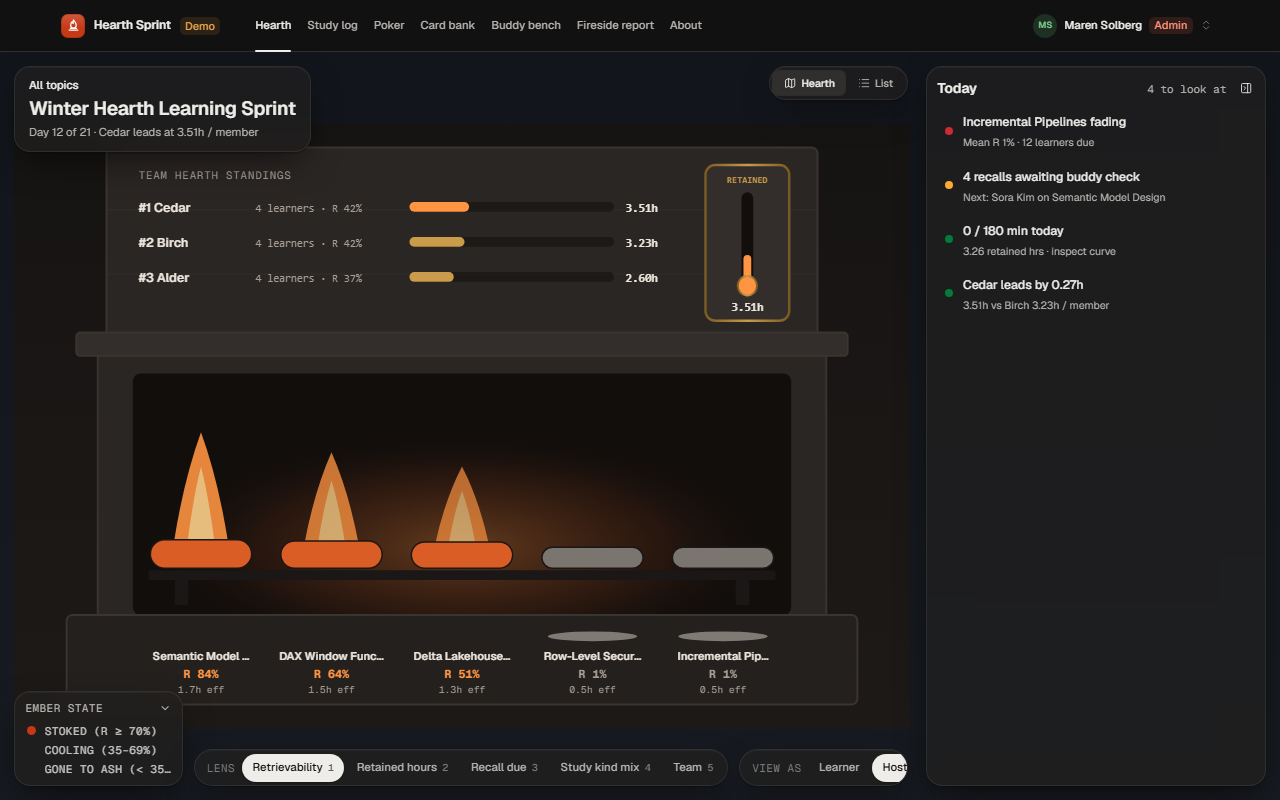 Hearth Sprint Demo Hearth Study log Poker Card bank Buddy bench Fireside report About MS Maren Solberg Admin
All topics
Winter Hearth Learning Sprint
Day 12 of 21 · Cedar leads at 3.51h / member
Hearth List
TEAM HEARTH STANDINGS
#1 Cedar 4 learners · R 42% 3.51h
#2 Birch 4 learners · R 42% 3.23h
#3 Alder 4 learners · R 37% 2.60h
RETAINED
3.51h
Semantic Model … DAX Window Func… Delta Lakehouse… Row-Level Secur… Incremental Pip…
R 84% R 64% R 51% R 1% R 1%
1.7h eff 1.5h eff 1.3h eff 0.5h eff 0.5h eff
EMBER STATE
STOKED (R ≥ 70%)
COOLING (35–69%)
GONE TO ASH (< 35…
LENS Retrievability 1 Retained hours 2 Recall due 3 Study kind mix 4 Team 5
VIEW AS Learner Host
Today 4 to look at
Incremental Pipelines fading
Mean R 1% · 12 learners due
4 recalls awaiting buddy check
Next: Sora Kim on Semantic Model Design
0 / 180 min today
3.26 retained hrs · inspect curve
Cedar leads by 0.27h
3.51h vs Birch 3.23h / member